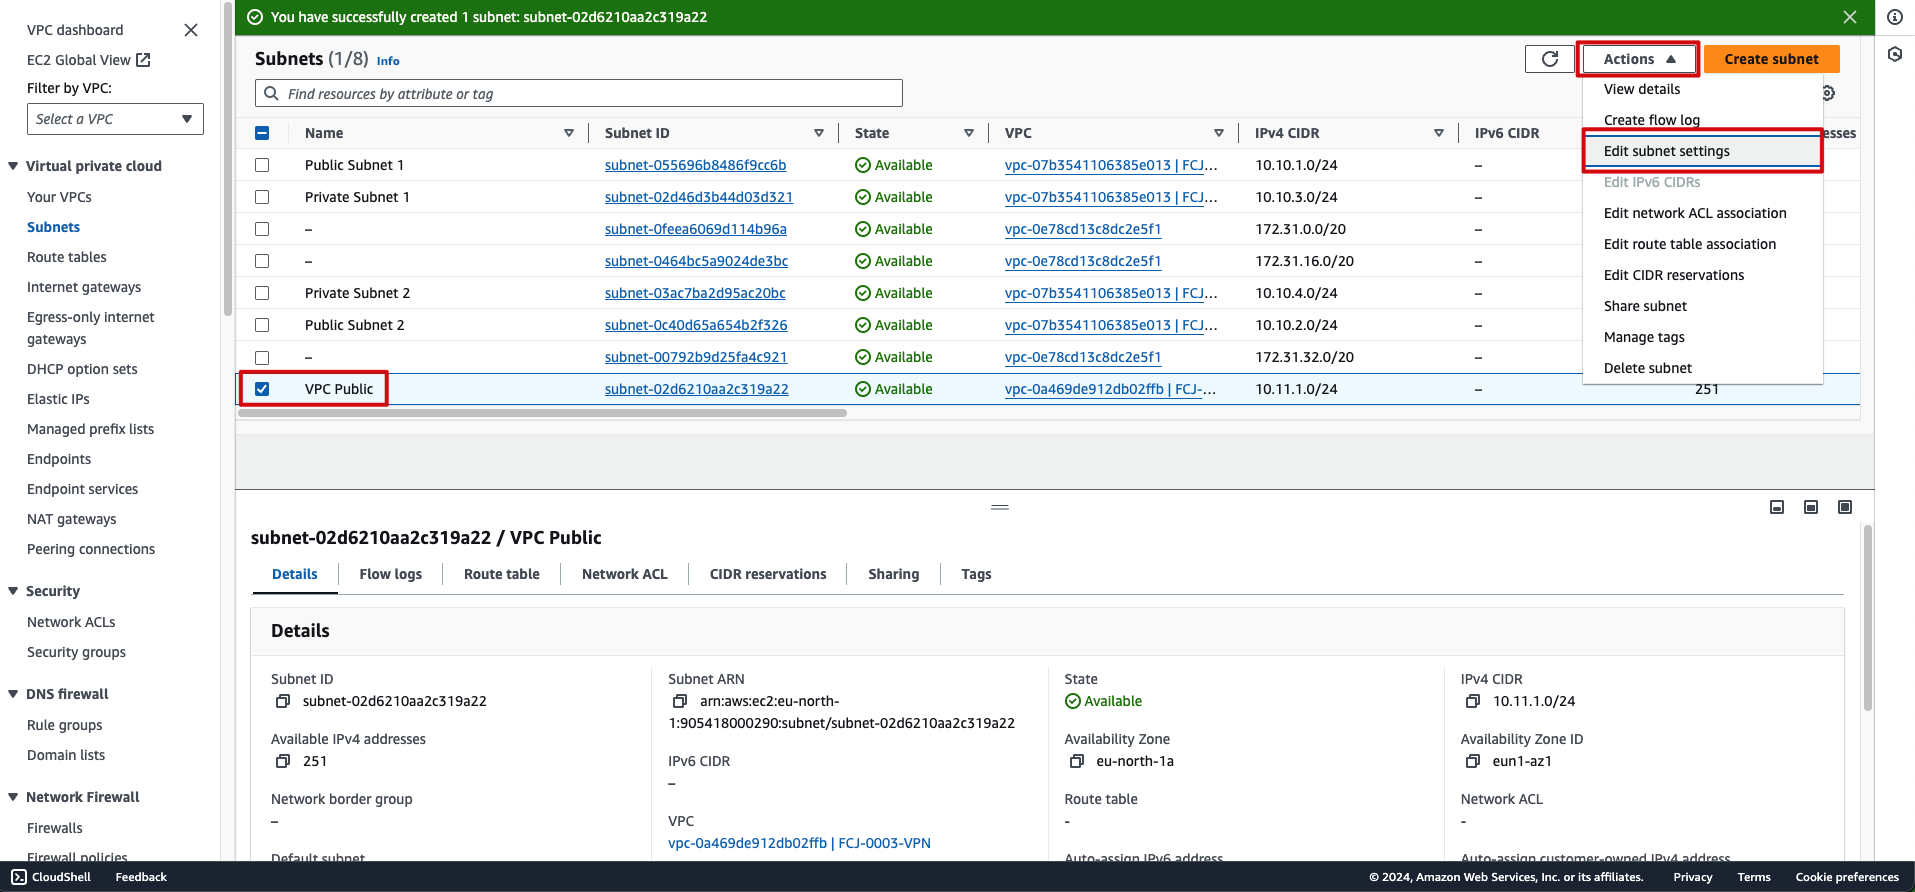 You have successfully created 1 subnet: subnet-02d6210aa2c319a22
VPC dashboard
EC2 Global View
Filter by VPC:
Select a VPC
Virtual private cloud
Your VPCs
Subnets
Route tables
Internet gateways
Egress-only internet
gateways
DHCP option sets
Elastic IPs
Managed prefix lists
Endpoints
Endpoint services
NAT gateways
Peering connections
Security
Network ACLs
Security groups
DNS firewall
Rule groups
Domain lists
Network Firewall
Firewalls
Firewall policies
Subnets (1/8) Info
Actions
Create subnet
Find resources by attribute or tag
View details
Create flow log
Edit subnet settings
Edit IPv6 CIDRs
Edit network ACL association
Edit route table association
Edit CIDR reservations
Share subnet
Manage tags
Delete subnet
Name Subnet ID State VPC IPv4 CIDR IPv6 CIDR esses
Public Subnet 1 subnet-055696b8486f9cc6b Available vpc-07b3541106385e013 | FCJ... 10.10.1.0/24 –
Private Subnet 1 subnet-02d46d3b44d03d321 Available vpc-07b3541106385e013 | FCJ... 10.10.3.0/24 –
– subnet-0feea6069d114b96a Available vpc-0e78cd13c8dc2e5f1 172.31.0.0/20 –
– subnet-0464bc5a9024de3bc Available vpc-0e78cd13c8dc2e5f1 172.31.16.0/20 –
Private Subnet 2 subnet-03ac7ba2d95ac20bc Available vpc-07b3541106385e013 | FCJ... 10.10.4.0/24 –
Public Subnet 2 subnet-0c40d65a654b2f326 Available vpc-07b3541106385e013 | FCJ... 10.10.2.0/24 –
– subnet-00792b9d25fa4c921 Available vpc-0e78cd13c8dc2e5f1 172.31.32.0/20 –
VPC Public subnet-02d6210aa2c319a22 Available vpc-0a469de912db02ffb | FCJ-... 10.11.1.0/24 – 251
subnet-02d6210aa2c319a22 / VPC Public
Details Flow logs Route table Network ACL CIDR reservations Sharing Tags
Details
Subnet ID
subnet-02d6210aa2c319a22
Available IPv4 addresses
251
Network border group
–
Default subnet
Subnet ARN
arn:aws:ec2:eu-north-
1:905418000290:subnet/subnet-02d6210aa2c319a22
IPv6 CIDR
–
VPC
vpc-0a469de912db02ffb | FCJ-0003-VPN
State
Available
Availability Zone
eu-north-1a
Route table
-
Auto-assign IPv6 address
IPv4 CIDR
10.11.1.0/24
Availability Zone ID
eun1-az1
Network ACL
-
Auto-assign customer-owned IPv4 address
CloudShell Feedback © 2024, Amazon Web Services, Inc. or its affiliates. Privacy Terms Cookie preferences